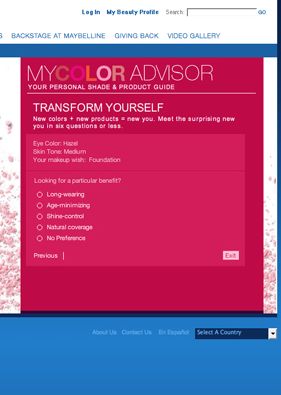 Log In My Beauty Profile Search: GO
S BACKSTAGE AT MAYBELLINE GIVING BACK VIDEO GALLERY
MYCOLOR ADVISOR
YOUR PERSONAL SHADE & PRODUCT GUIDE
TRANSFORM YOURSELF
New colors + new products = new you. Meet the surprising new
you in six questions or less.
Eye Color: Hazel
Skin Tone: Medium
Your makeup wish: Foundation
Looking for a particular benefit?
Long-wearing
Age-minimizing
Shine-control
Natural coverage
No Preference
Previous Exit
About Us Contact Us En Español Select A Country